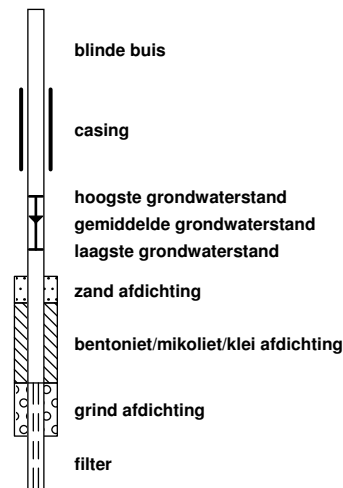 blinde buis
casing
hoogste grondwaterstand
gemiddelde grondwaterstand
laagste grondwaterstand
zand afdichting
bentoniet/mikoliet/klei afdichting
grind afdichting
filter